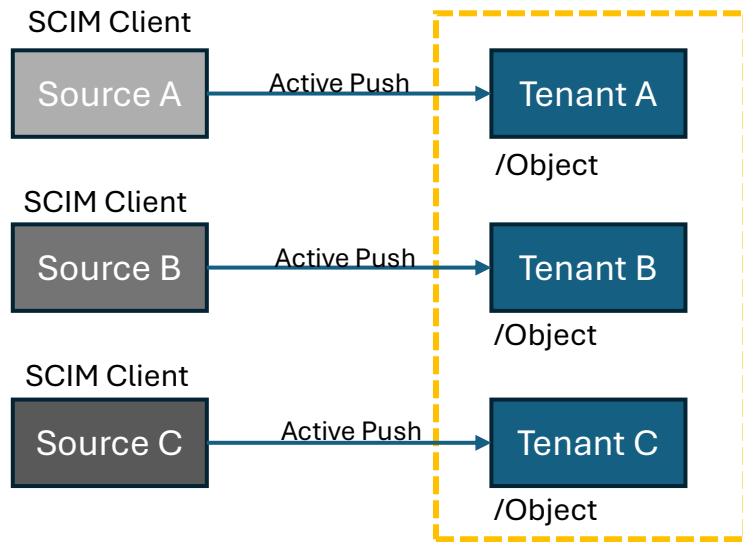 SCIM Client
Source A
Active Push
Tenant A
/Object
SCIM Client
Source B
Active Push
Tenant B
/Object
SCIM Client
Source C
Active Push
Tenant C
/Object